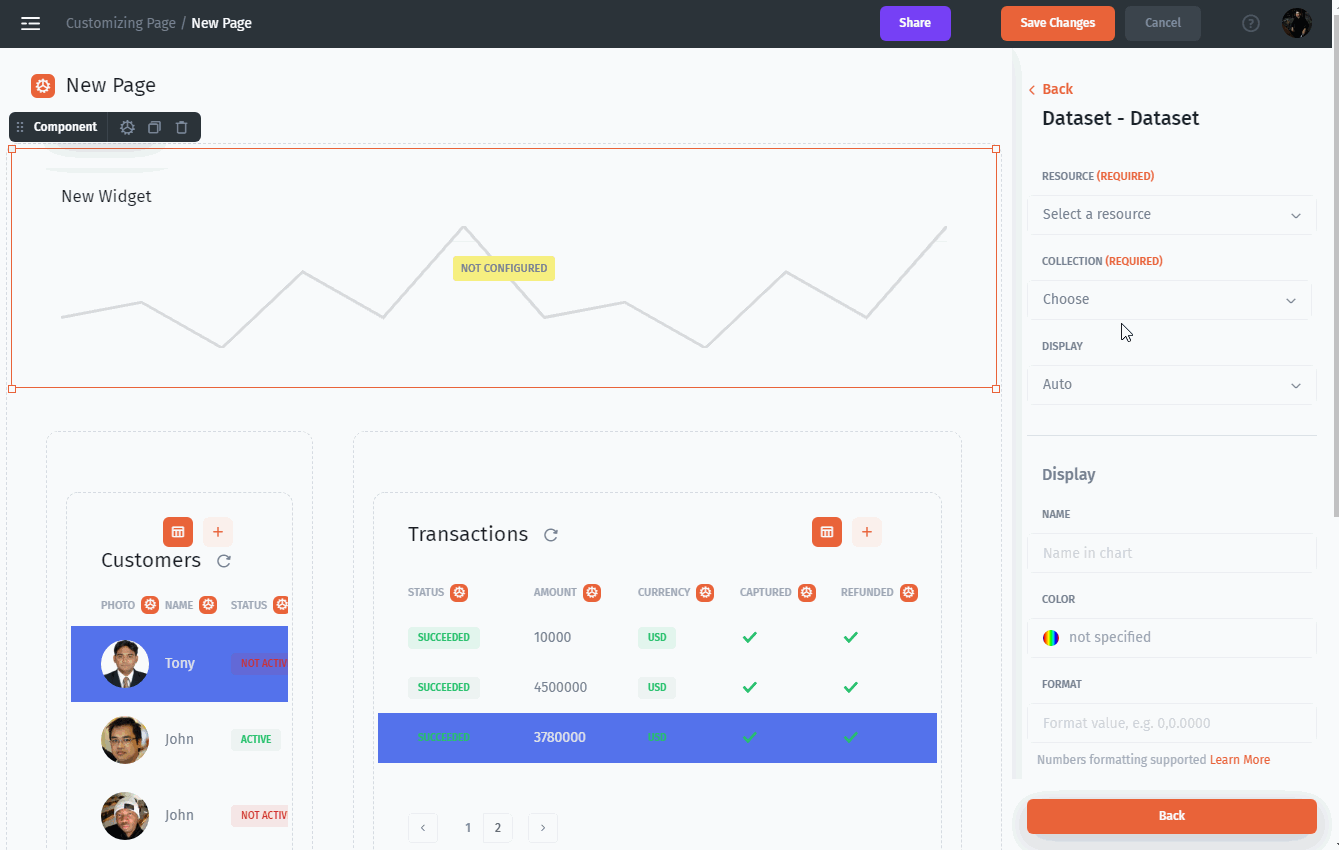 Customizing Page / New Page
Share
Save Changes
Cancel
?
New Page
Component
New Widget
NOT CONFIGURED
Customers
PHOTO NAME STATUS
Tony NOT ACTIV
John ACTIVE
John NOT ACTIV
Transactions
STATUS AMOUNT CURRENCY CAPTURED REFUNDED
SUCCEEDED 10000 USD
SUCCEEDED 4500000 USD
SUCCEEDED 3780000 USD
1 2
Back
Dataset - Dataset
RESOURCE (REQUIRED)
Select a resource
COLLECTION (REQUIRED)
Choose
DISPLAY
Auto
Display
NAME
Name in chart
COLOR
not specified
FORMAT
Format value, e.g. 0,0.0000
Numbers formatting supported Learn More
Back